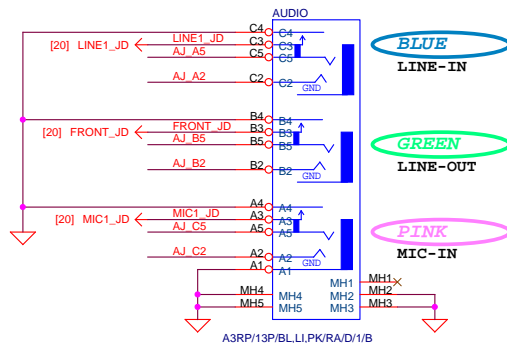 AUDIO
C4 C4
[20] LINE1_JD LINE1_JD C3 C3
AJ_A5 C5 C5
AJ_A2 C2 C2
GND
BLUE
LINE-IN
B4 B4
[20] FRONT_JD FRONT_JD B3 B3
AJ_B5 B5 B5
AJ_B2 B2 B2
GND
GREEN
LINE-OUT
A4 A4
[20] MIC1_JD MIC1_JD A3 A3
AJ_C5 A5 A5
AJ_C2 A2 A2
GND
A1 A1
PINK
MIC-IN
MH1 MH1
MH4 MH4 MH2 MH2
MH5 MH5 MH3 MH3
A3RP/13P/BL,LI,PK/RA/D/1/B